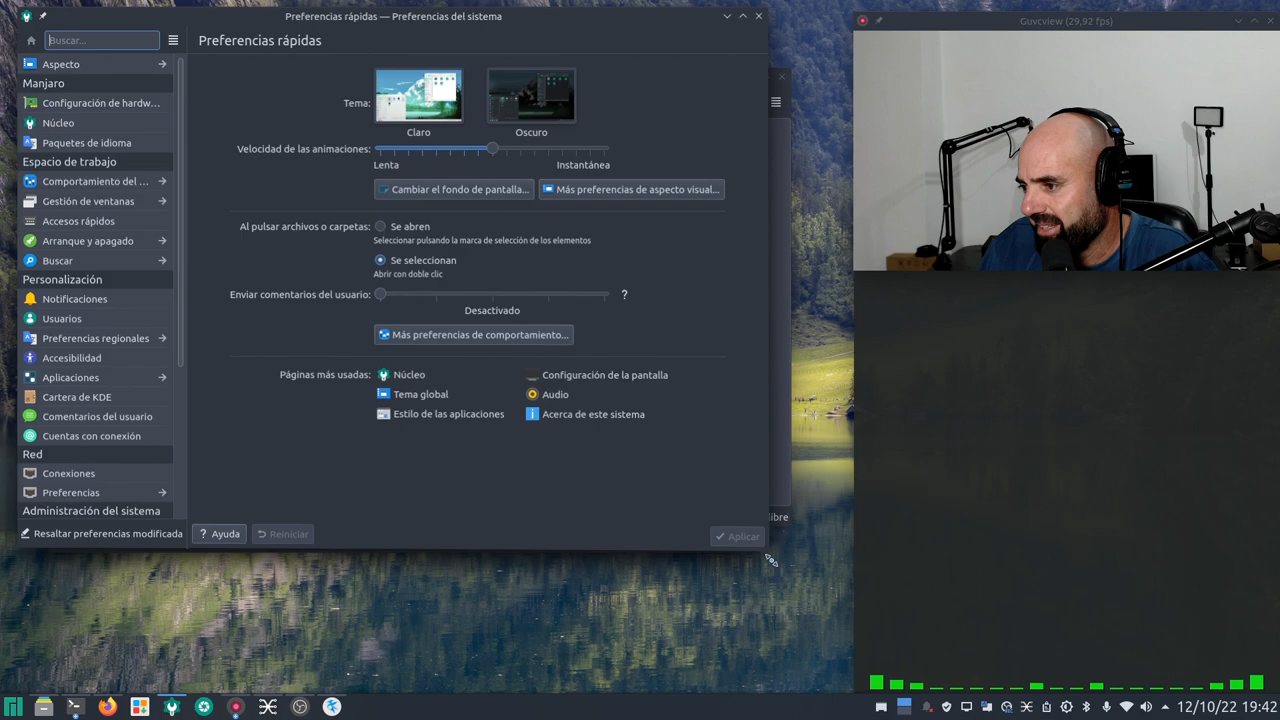 Preferencias rápidas — Preferencias del sistema
Guvcview (29,92 fps)
Buscar...
Preferencias rápidas
Aspecto
Manjaro
Configuración de hardw...
Núcleo
Paquetes de idioma
Espacio de trabajo
Comportamiento del ...
Gestión de ventanas
Accesos rápidos
Arranque y apagado
Buscar
Personalización
Notificaciones
Usuarios
Preferencias regionales
Accesibilidad
Aplicaciones
Cartera de KDE
Comentarios del usuario
Cuentas con conexión
Red
Conexiones
Preferencias
Administración del sistema
Resaltar preferencias modificada
Tema:
Claro
Oscuro
Velocidad de las animaciones:
Lenta
Instantánea
Cambiar el fondo de pantalla...
Más preferencias de aspecto visual...
Al pulsar archivos o carpetas:
Se abren
Seleccionar pulsando la marca de selección de los elementos
Se seleccionan
Abrir con doble clic
Enviar comentarios del usuario:
?
Desactivado
Más preferencias de comportamiento...
Páginas más usadas:
Núcleo
Configuración de la pantalla
Tema global
Audio
Estilo de las aplicaciones
Acerca de este sistema
? Ayuda
Reiniciar
Aplicar
libre
12/10/22 19:42